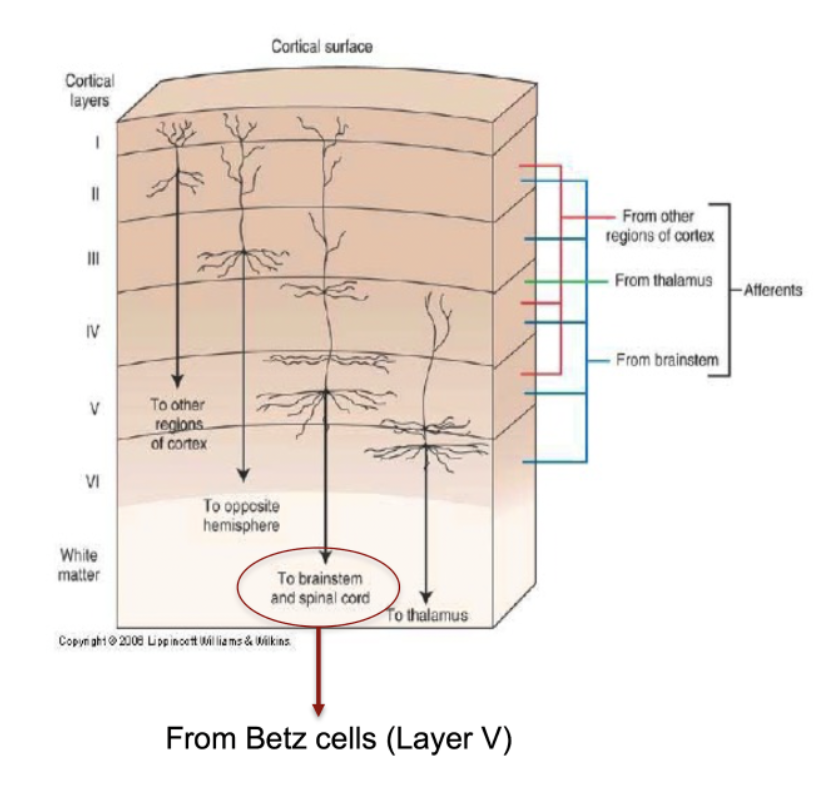 Cortical surface
Cortical
layers
I
II
III
IV
V
VI
White
matter
To other
regions
of cortex
To opposite
hemisphere
To brainstem
and spinal cord
To thalamus
From other
regions of cortex
From thalamus
From brainstem
Afferents
Copyright © 2006 Lippincott Williams & Wilkins.
From Betz cells (Layer V)